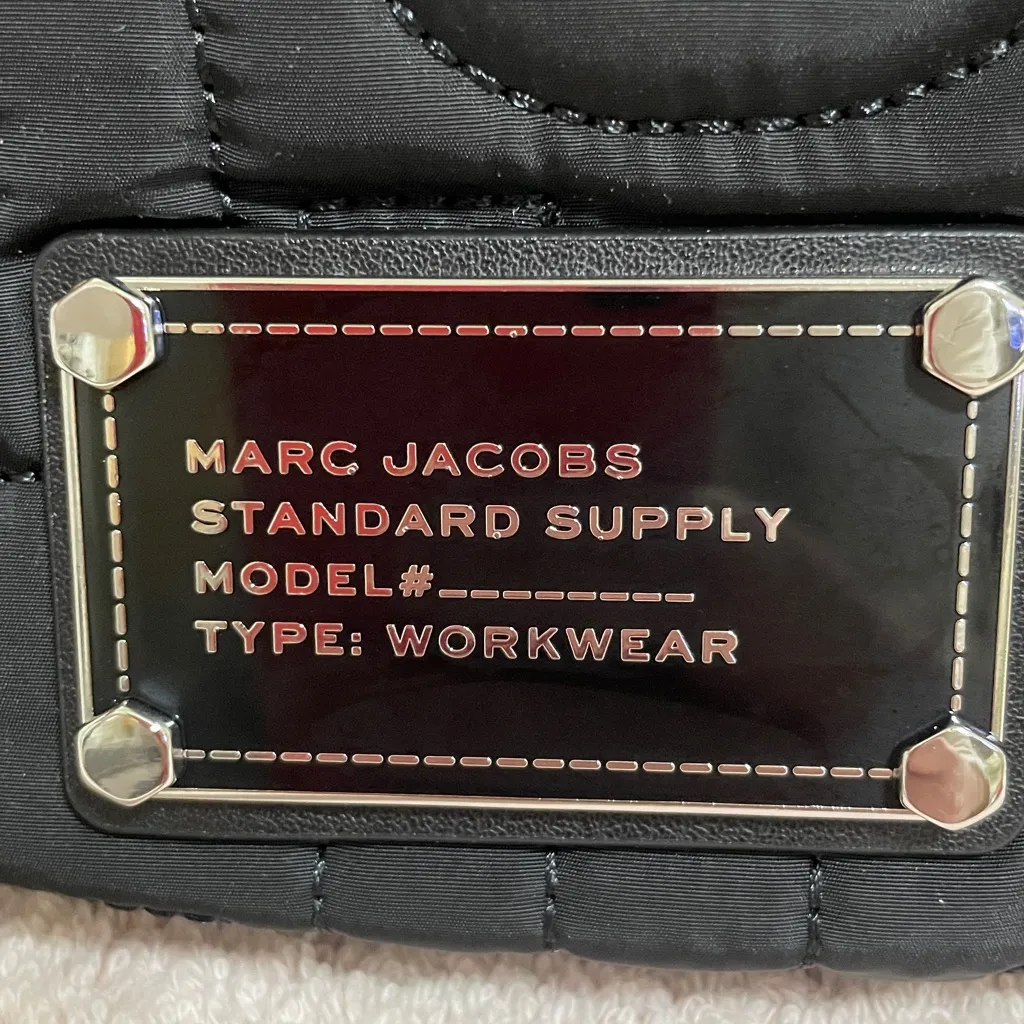 MARC JACOBS
STANDARD SUPPLY
MODEL#________
TYPE: WORKWEAR